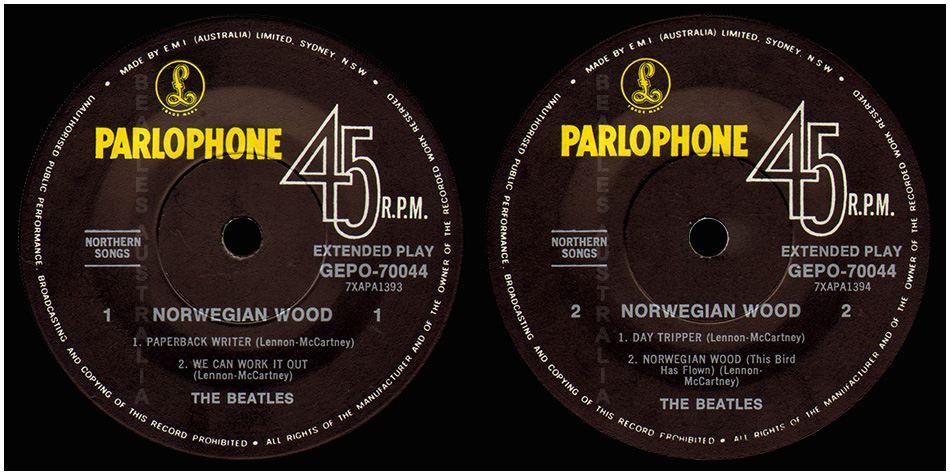 MADE BY E M I (AUSTRALIA) LIMITED, SYDNEY, N S W •
UNAUTHORISED PUBLIC PERFORMANCE, BROADCASTING AND COPYING OF THIS RECORD PROHIBITED • ALL RIGHTS OF THE MANUFACTURER AND OF THE OWNER OF THE RECORDED WORK RESERVED •
£
TRADE MARK
PARLOPHONE
45
R.P.M.
NORTHERN
SONGS
EXTENDED PLAY
GEPO-70044
7XAPA1393
1 NORWEGIAN WOOD 1
1. PAPERBACK WRITER (Lennon-McCartney)
2. WE CAN WORK IT OUT
(Lennon-McCartney)
THE BEATLES
BEATLES AUSTRALIA
MADE BY E M I (AUSTRALIA) LIMITED, SYDNEY, N S W •
UNAUTHORISED PUBLIC PERFORMANCE, BROADCASTING AND COPYING OF THIS RECORD PROHIBITED • ALL RIGHTS OF THE MANUFACTURER AND OF THE OWNER OF THE RECORDED WORK RESERVED •
£
TRADE MARK
PARLOPHONE
45
R.P.M.
NORTHERN
SONGS
EXTENDED PLAY
GEPO-70044
7XAPA1394
2 NORWEGIAN WOOD 2
1. DAY TRIPPER (Lennon-McCartney)
2. NORWEGIAN WOOD (This Bird
Has Flown) (Lennon-
McCartney)
THE BEATLES
BEATLES AUSTRALIA